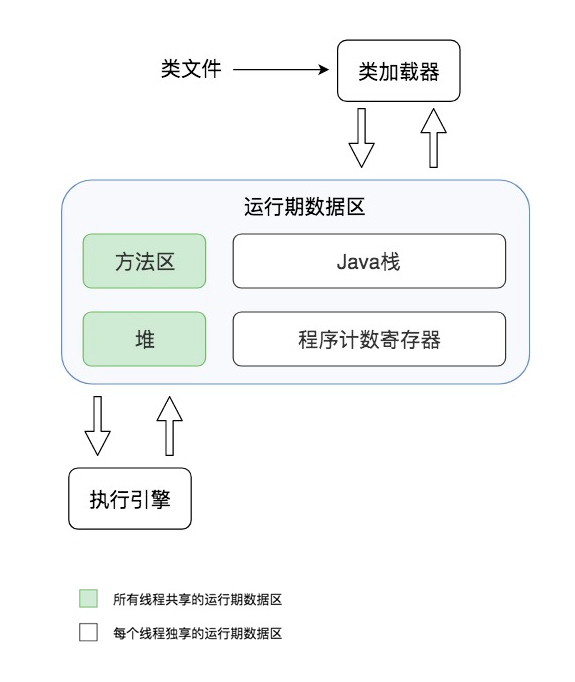 类文件
类加载器
运行期数据区
方法区
Java栈
堆
程序计数寄存器
执行引擎
所有线程共享的运行期数据区
每个线程独享的运行期数据区